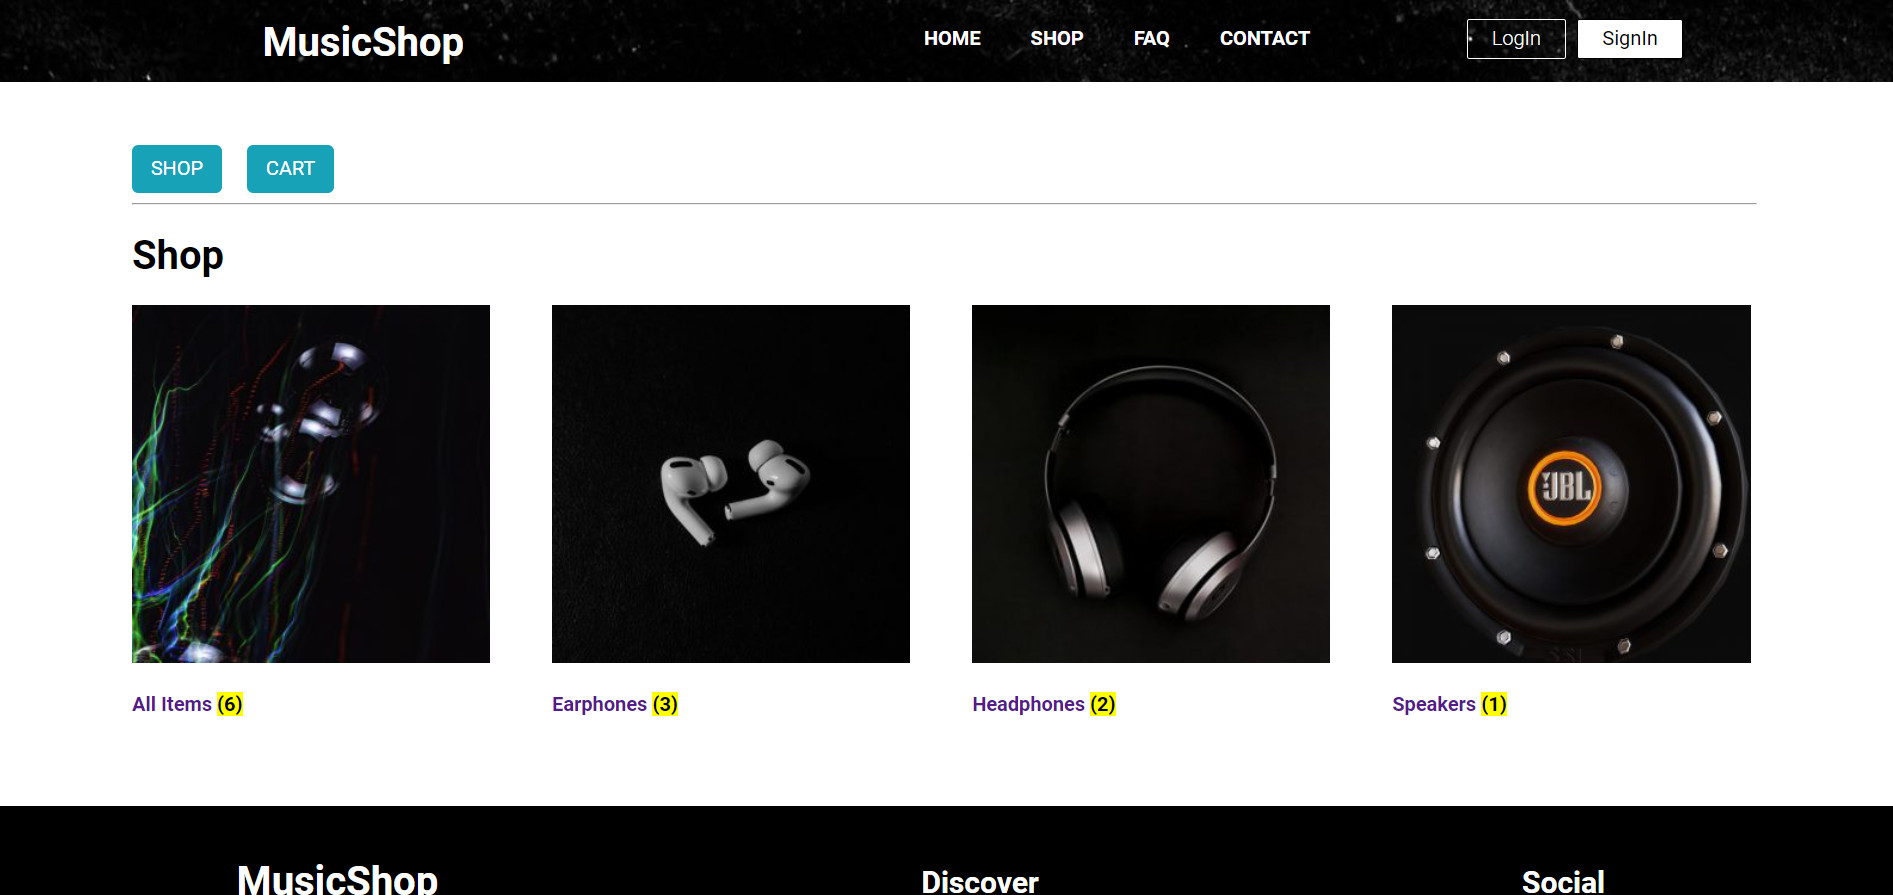 MusicShop HOME SHOP FAQ CONTACT LogIn SignIn
SHOP CART
Shop
JBL
All Items (6) Earphones (3) Headphones (2) Speakers (1)
MusicShop Discover Social